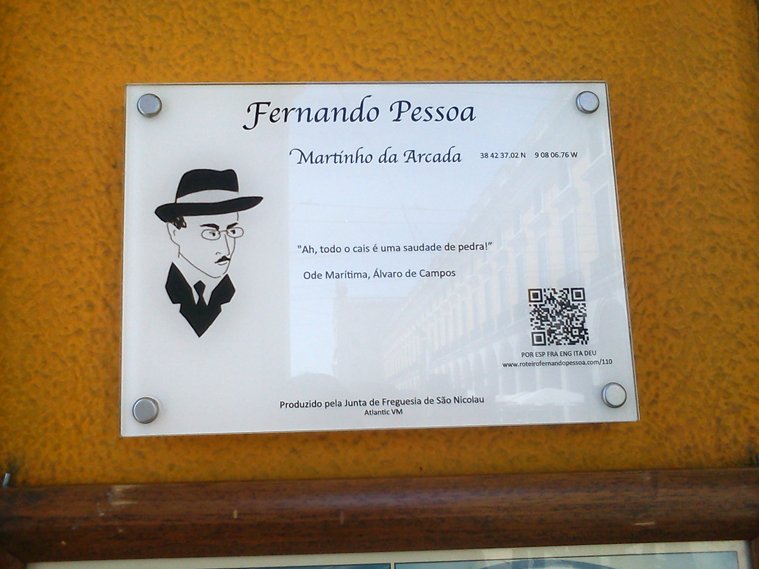 Fernando Pessoa
Martinho da Arcada 38 42 37.02 N 9 08 06.76 W
"Ah, todo o cais é uma saudade de pedra!"
Ode Marítima, Álvaro de Campos
POR ESP FRA ENG ITA DEU
www.roteirofernandopessoa.com/110
Produzido pela Junta de Freguesia de São Nicolau
Atlantic VM